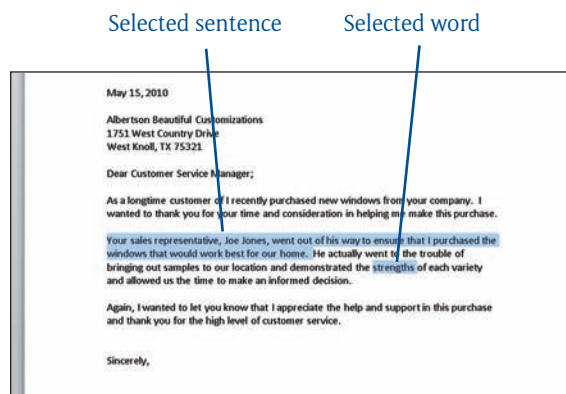 Selected sentence Selected word
May 15, 2010
Albertson Beautiful Customizations
1751 West Country Drive
West Knoll, TX 75321
Dear Customer Service Manager;
As a longtime customer of I recently purchased new windows from your company. I
wanted to thank you for your time and consideration in helping me make this purchase.
Your sales representative, Joe Jones, went out of his way to ensure that I purchased the
windows that would work best for our home. He actually went to the trouble of
bringing out samples to our location and demonstrated the strengths of each variety
and allowed us the time to make an informed decision.
Again, I wanted to let you know that I appreciate the help and support in this purchase
and thank you for the high level of customer service.
Sincerely,